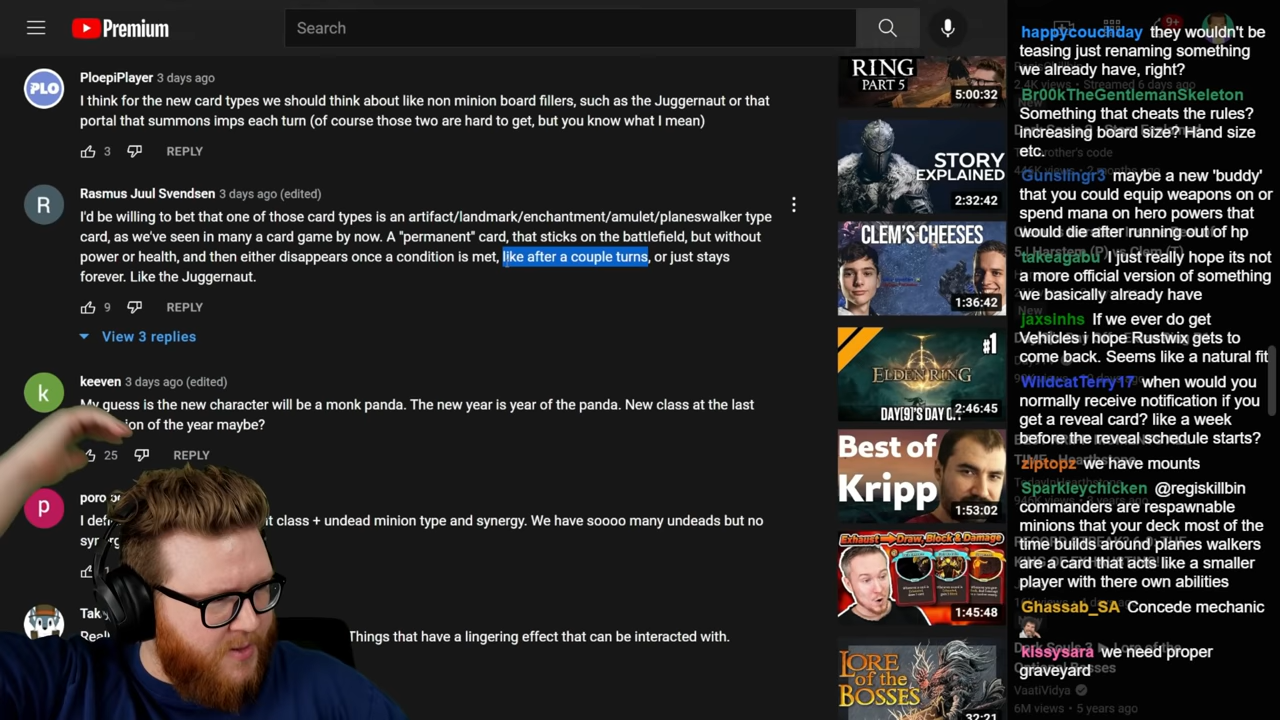 Premium
Search
9+
PloepiPlayer 3 days ago
I think for the new card types we should think about like non minion board fillers, such as the Juggernaut or that
portal that summons imps each turn (of course those two are hard to get, but you know what I mean)
3 REPLY
R
Rasmus Juul Svendsen 3 days ago (edited)
I'd be willing to bet that one of those card types is an artifact/landmark/enchantment/amulet/planeswalker type
card, as we've seen in many a card game by now. A "permanent" card, that sticks on the battlefield, but without
power or health, and then either disappears once a condition is met, like after a couple turns, or just stays
forever. Like the Juggernaut.
9 REPLY
View 3 replies
k
keeven 3 days ago (edited)
My guess is the new character will be a monk panda. The new year is year of the panda. New class at the last
of the year maybe?
25 REPLY
p
poro
I class + undead minion type and synergy. We have soooo many undeads but no
Tak
Things that have a lingering effect that can be interacted with.
PLO
RING
PART 5
5:00:32
STORY
EXPLAINED
2:32:42
CLEM'S CHEESES
1:36:42
#1
ELDEN RING
DAY[9]'S DAY O
2:46:45
Best of
Kripp
1:53:02
Exhaust Draw, Block & Damage
1:45:48
LORE
OF THE
BOSSES
32:21
happycouchday they wouldn't be
teasing just renaming something
we already have, right?
Br00kTheGentlemanSkeleton
Something that cheats the rules?
Increasing board size? Hand size
etc.
Gunslingr3 maybe a new 'buddy'
that you could equip weapons on or
spend mana on hero powers that
would die after running out of hp
takeagabu I just really hope its not
a more official version of something
we basically already have
jaxsinhs If we ever do get
Vehicles i hope Rustwix gets to
come back. Seems like a natural fit
WildcatTerry17 when would you
normally receive notification if you
get a reveal card? like a week
before the reveal schedule starts?
ziptopz we have mounts
Sparkleychicken @regiskillbin
commanders are respawnable
minions that your deck most of the
time builds around planes walkers
are a card that acts like a smaller
player with there own abilities
Ghassab_SA Concede mechanic
kissysara we need proper
graveyard
VaatiVidya
6M views • 5 years ago